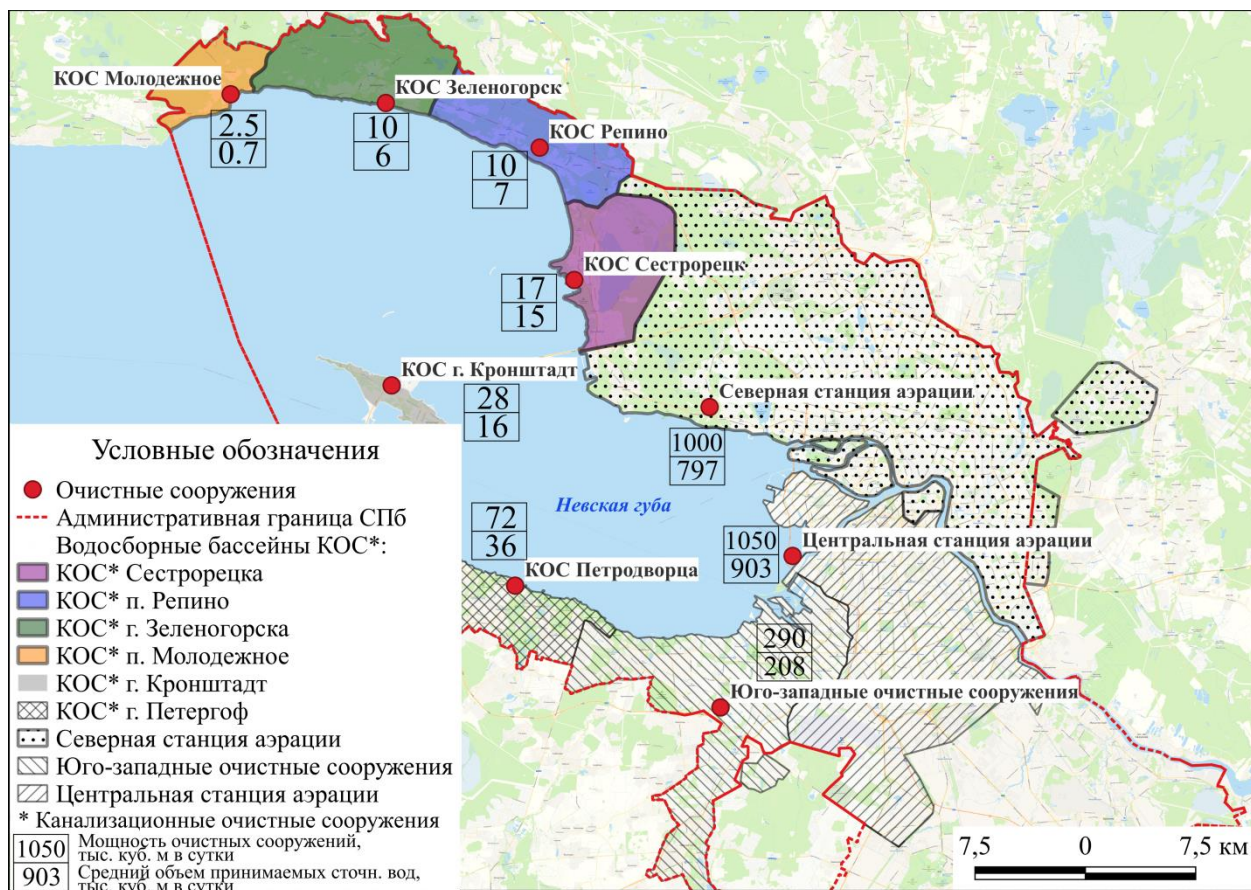 КОС Молодежное
2.5
0.7
КОС Зеленогорск
10
6
КОС Репино
10
7
КОС Сестрорецк
17
15
КОС г. Кронштадт
28
16
Северная станция аэрации
1000
797
Невская губа
72
36
КОС Петродворца
1050
903
Центральная станция аэрации
290
208
Юго-западные очистные сооружения
Условные обозначения
Очистные сооружения
Административная граница СПб
Водосборные бассейны КОС*:
КОС* Сестрорецка
КОС* п. Репино
КОС* г. Зеленогорска
КОС* п. Молодежное
КОС* г. Кронштадт
КОС* г. Петергоф
Северная станция аэрации
Юго-западные очистные сооружения
Центральная станция аэрации
* Канализационные очистные сооружения
1050 Мощность очистных сооружений,
тыс. куб. м в сутки
903 Средний объем принимаемых сточн. вод,
тыс. куб. м в сутки
7,5 0 7,5 км